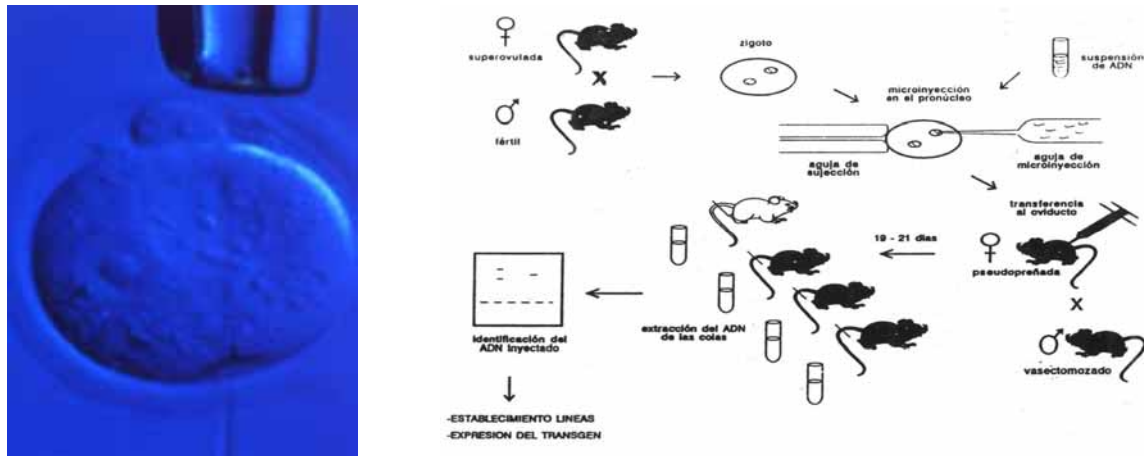 superovulada
X
fértil
zigoto
suspensión
de ADN
microinyección
en el pronúcleo
aguja de
sujección
aguja de
microinyección
transferencia
al oviducto
19 - 21 días
pseudopreñada
X
vasectomozado
extracción del ADN
de las colas
identificación del
ADN inyectado
-ESTABLECIMIENTO LINEAS
-EXPRESION DEL TRANSGEN